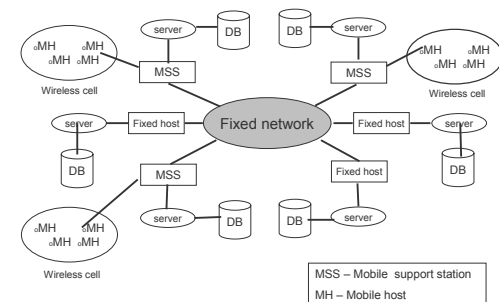 server
DB
DB
server
MH MH
MH MH
MSS
MSS
MH MH
MH MH
Wireless cell
Wireless cell
server
Fixed host
Fixed network
Fixed host
server
DB
MSS
Fixed host
DB
MH MH
MH MH
server
DB
DB
server
Wireless cell
MSS – Mobile support station
MH – Mobile host